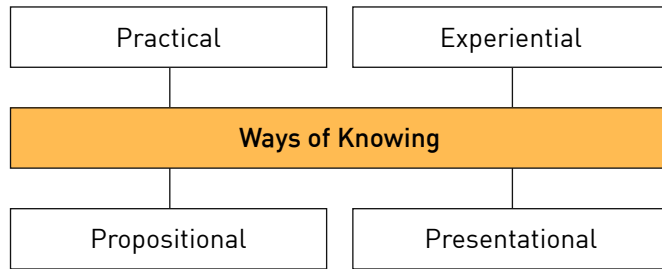 Practical
Experiential
Ways of Knowing
Propositional
Presentational